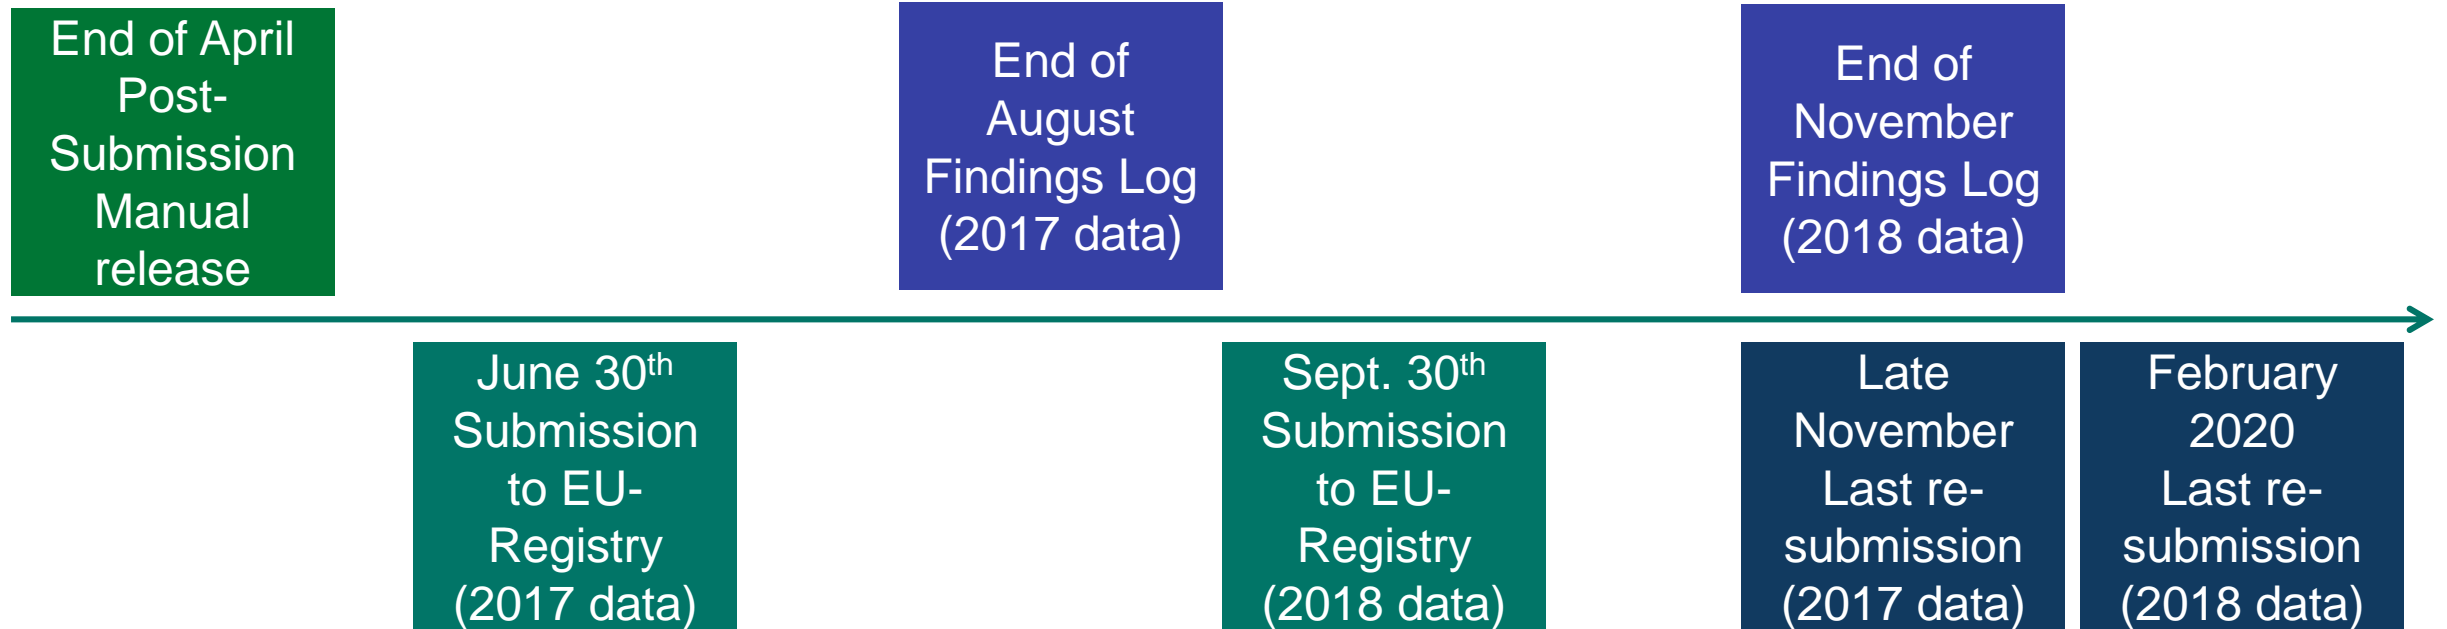 End of April
Post-
Submission
Manual
release
End of
August
Findings Log
(2017 data)
End of
November
Findings Log
(2018 data)
June 30th
Submission
to EU-
Registry
(2017 data)
Sept. 30th
Submission
to EU-
Registry
(2018 data)
Late
November
Last re-
submission
(2017 data)
February
2020
Last re-
submission
(2018 data)